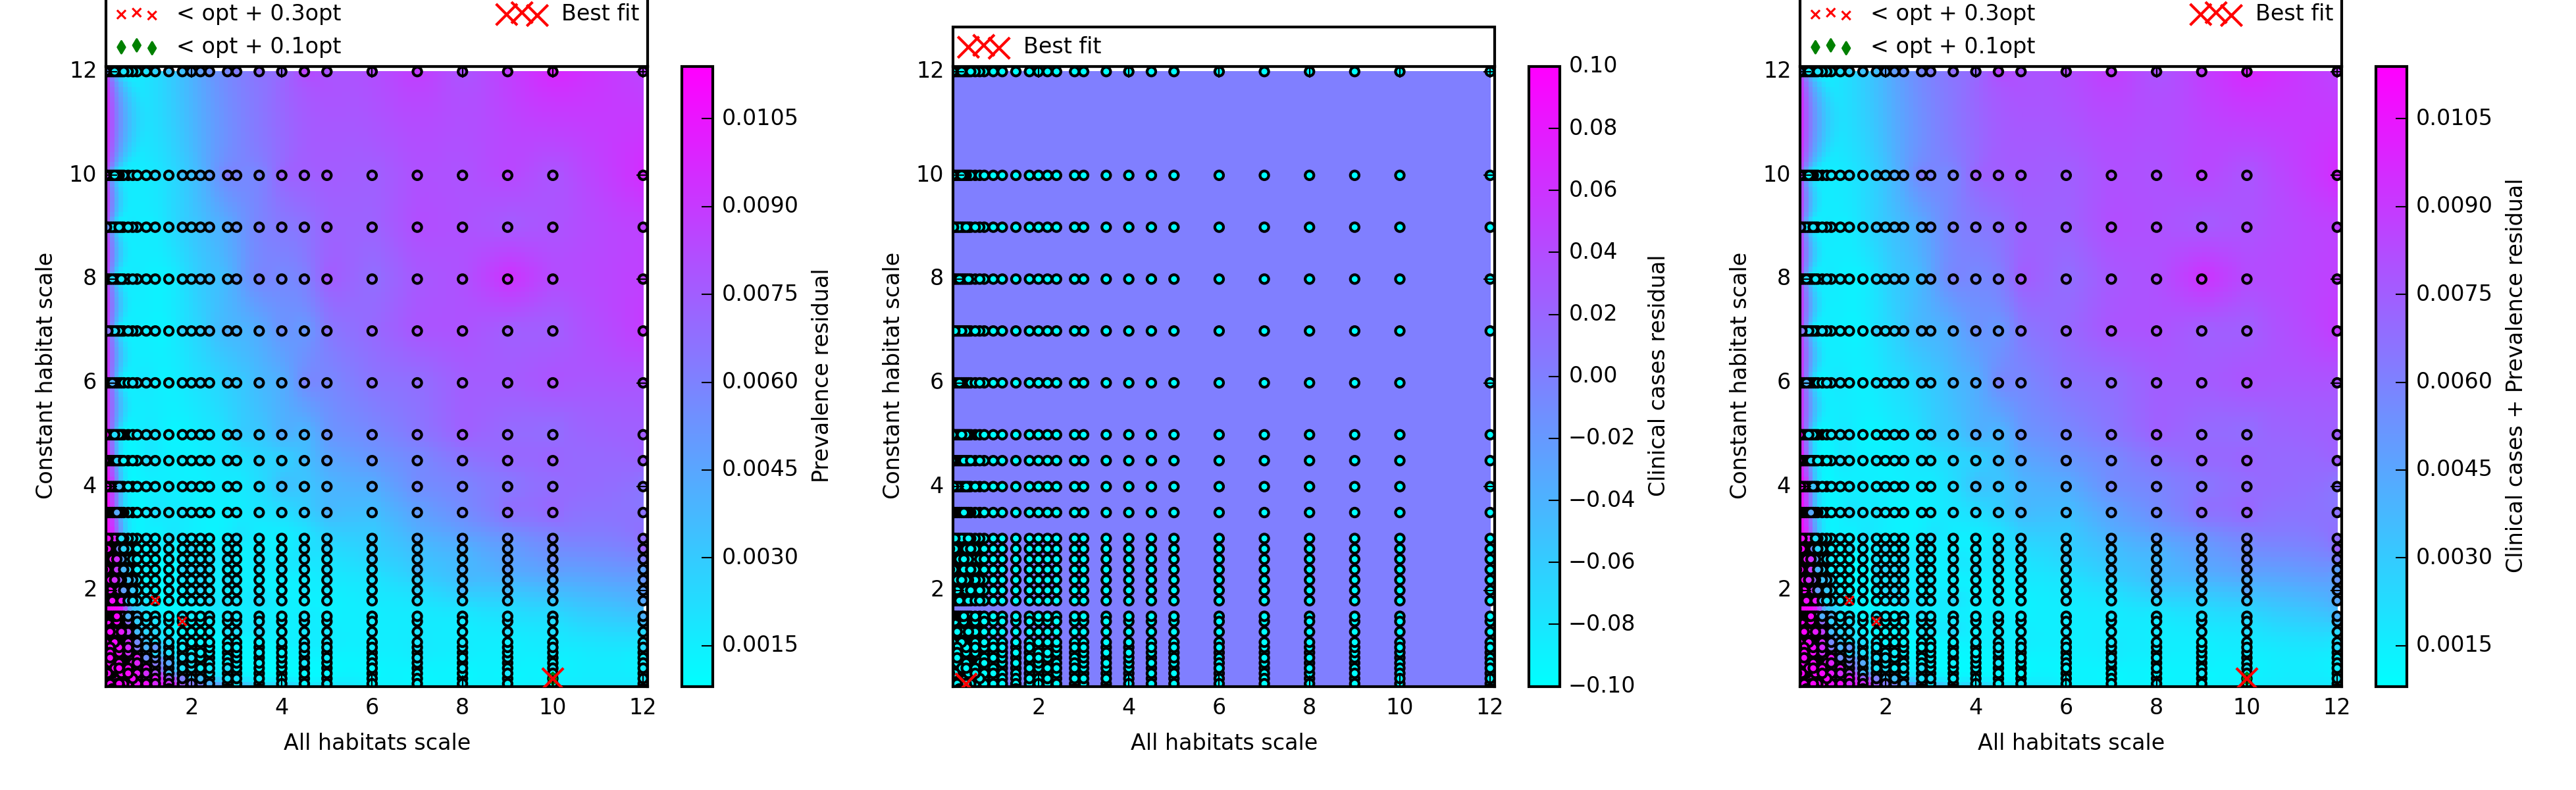 < opt + 0.3opt
Best fit
< opt + 0.1opt
12
10
8
6
4
2
Constant habitat scale
2 4 6 8 10 12
All habitats scale
0.0105
0.0090
0.0075
0.0060
0.0045
0.0030
0.0015
Prevalence residual
Best fit
12
10
8
6
4
2
Constant habitat scale
2 4 6 8 10 12
All habitats scale
0.10
0.08
0.06
0.04
0.02
0.00
−0.02
−0.04
−0.06
−0.08
−0.10
Clinical cases residual
< opt + 0.3opt
Best fit
< opt + 0.1opt
12
10
8
6
4
2
Constant habitat scale
2 4 6 8 10 12
All habitats scale
0.0105
0.0090
0.0075
0.0060
0.0045
0.0030
0.0015
Clinical cases + Prevalence residual